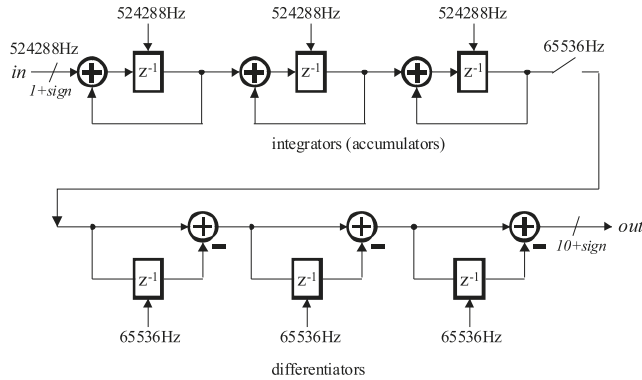 524288Hz 524288Hz 524288Hz
524288Hz
65536Hz
in
z-1 z-1 z-1
1+sign
integrators (accumulators)
out
10+sign
z-1 z-1 z-1
65536Hz 65536Hz 65536Hz
differentiators